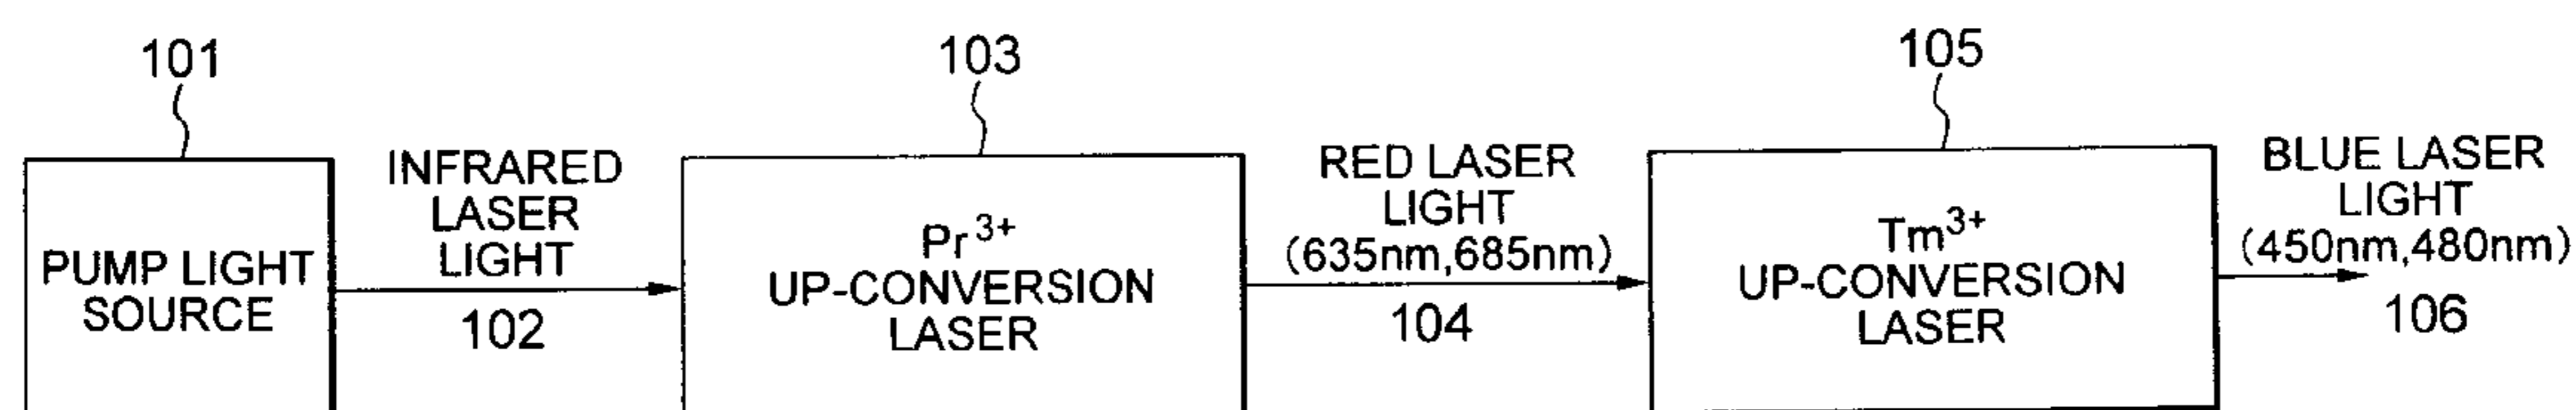 101
103
105
PUMP LIGHT
SOURCE
INFRARED
LASER
LIGHT
102
Pr³⁺
UP-CONVERSION
LASER
RED LASER
LIGHT
(635nm,685nm)
104
Tm³⁺
UP-CONVERSION
LASER
BLUE LASER
LIGHT
(450nm,480nm)
106